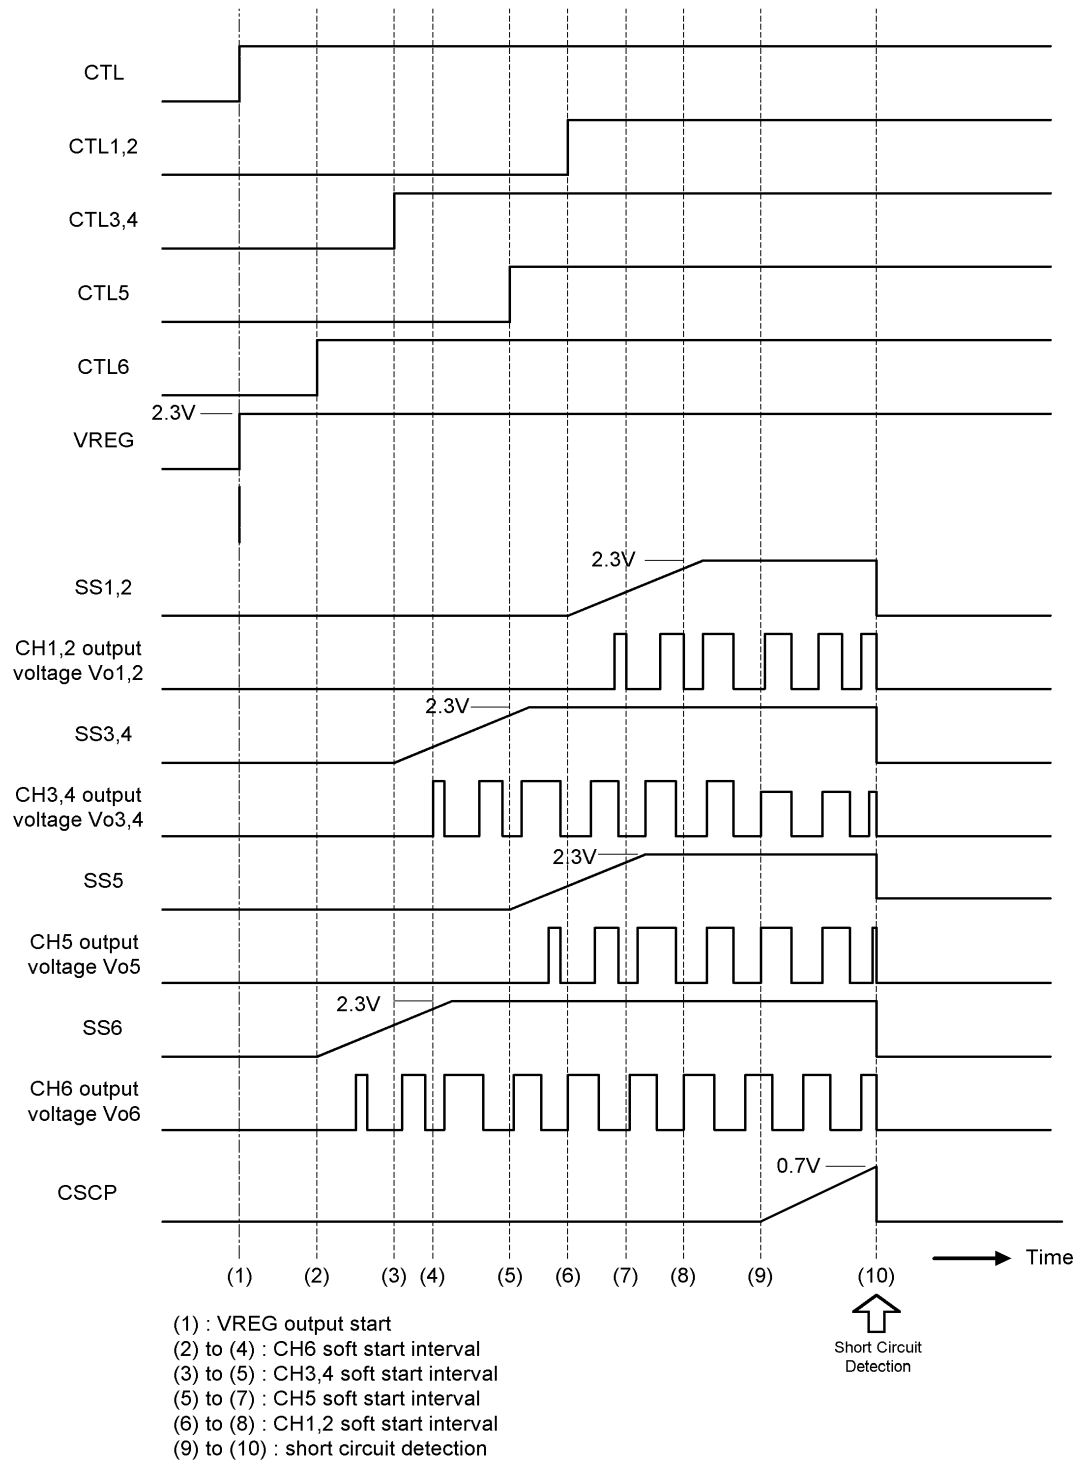 CTL
CTL1,2
CTL3,4
CTL5
CTL6
2.3V
VREG
2.3V
SS1,2
CH1,2 output
voltage Vo1,2
2.3V
SS3,4
CH3,4 output
voltage Vo3,4
2.3V
SS5
CH5 output
voltage Vo5
2.3V
SS6
CH6 output
voltage Vo6
0.7V
CSCP
Time
(1) (2) (3) (4) (5) (6) (7) (8) (9) (10)
Short Circuit
Detection
(1) : VREG output start
(2) to (4) : CH6 soft start interval
(3) to (5) : CH3,4 soft start interval
(5) to (7) : CH5 soft start interval
(6) to (8) : CH1,2 soft start interval
(9) to (10) : short circuit detection